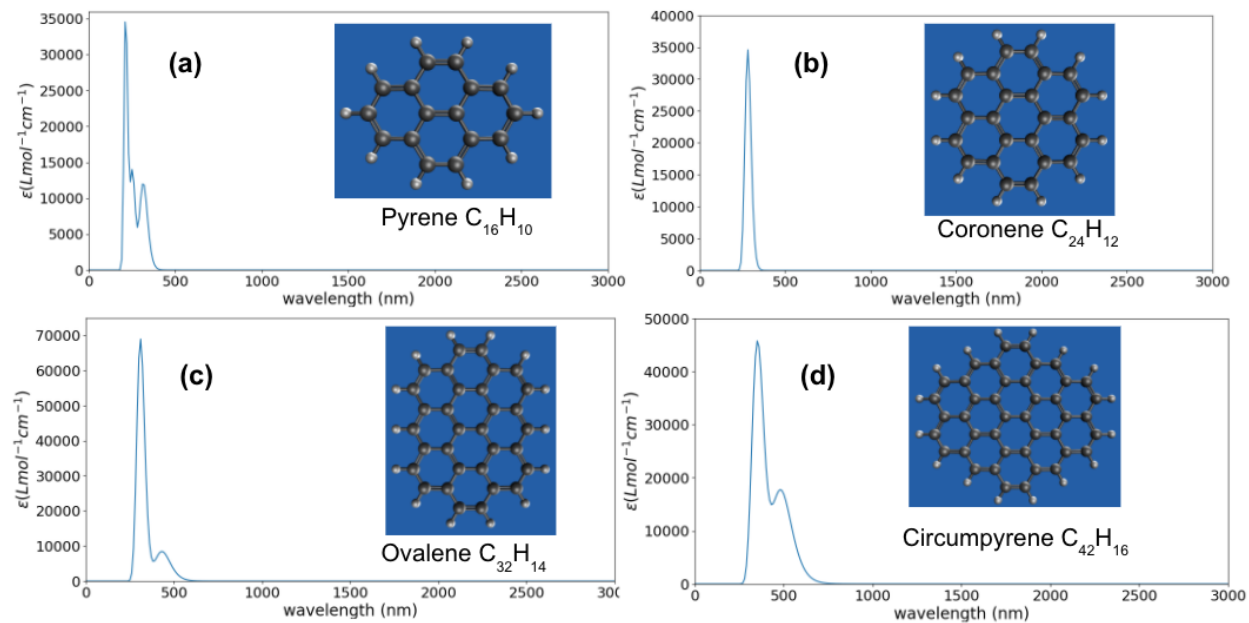 35000
30000
25000
20000
15000
10000
5000
0
ε(Lmol⁻¹cm⁻¹)
(a)
Pyrene C₁₆H₁₀
0 500 1000 1500 2000 2500 3000
wavelength (nm)
40000
35000
30000
25000
20000
15000
10000
5000
0
ε(Lmol⁻¹cm⁻¹)
(b)
Coronene C₂₄H₁₂
0 500 1000 1500 2000 2500 3000
wavelength (nm)
70000
60000
50000
40000
30000
20000
10000
0
ε(Lmol⁻¹cm⁻¹)
(c)
Ovalene C₃₂H₁₄
0 500 1000 1500 2000 2500 3000
wavelength (nm)
50000
40000
30000
20000
10000
0
ε(Lmol⁻¹cm⁻¹)
(d)
Circumpyrene C₄₂H₁₆
0 500 1000 1500 2000 2500 3000
wavelength (nm)